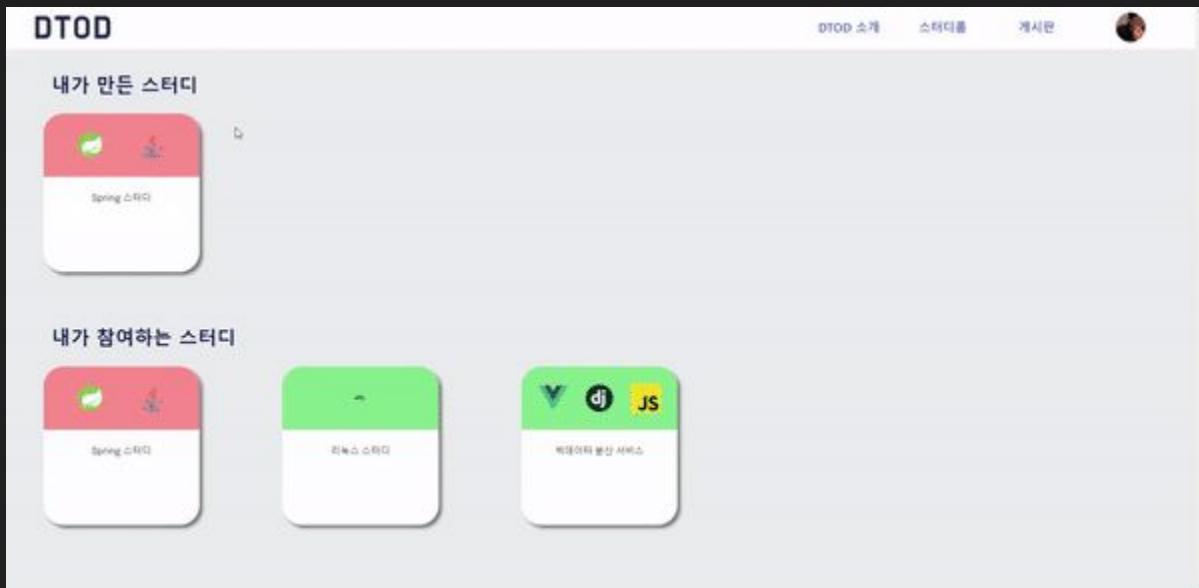 DTOD
DTOD 소개 스터디룸 게시판
내가 만든 스터디
Spring 스터디
내가 참여하는 스터디
dj JS
Spring 스터디 리눅스 스터디 빅데이터 분산 서비스